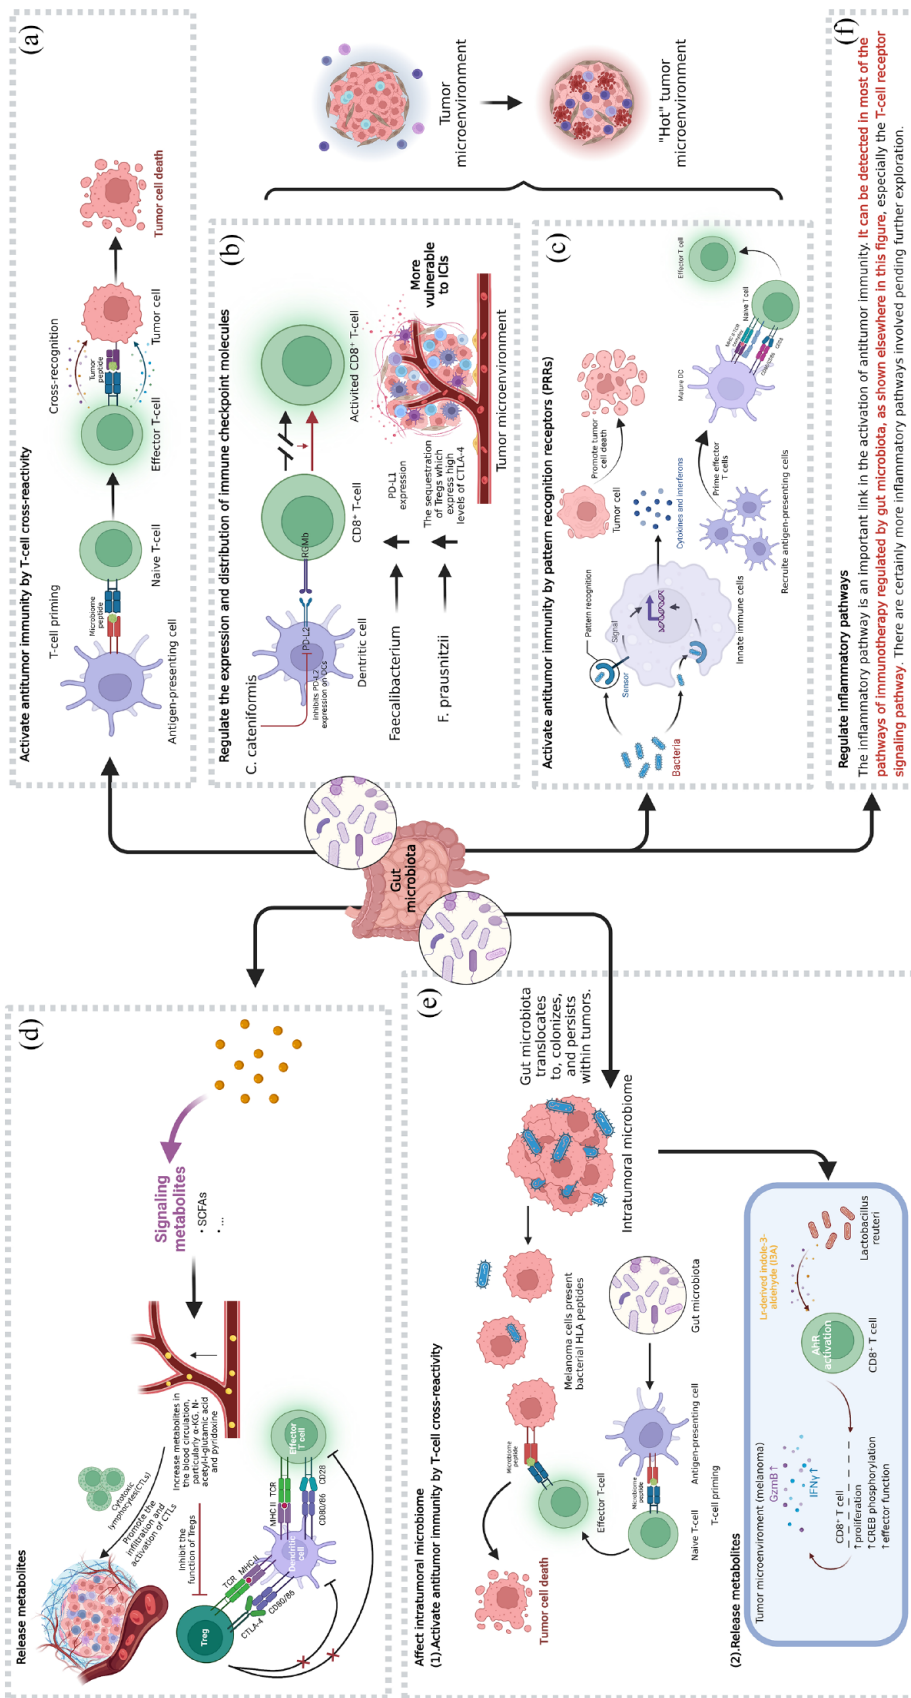 (a)
Activate antitumor immunity by T-cell cross-reactivity
T-cell priming
Microbiome
peptide
Antigen-presenting cell
Naive T-cell
Cross-recognition
Tumor
peptide
Effector T-cell
Tumor cell
Tumor cell death
(b)
Regulate the expression and distribution of immune checkpoint molecules
C. cateniformis
Inhibits PD-L2
expression on DCs
PD-L2
RGMb
Dentritic cell
CD8⁺ T-cell
Activited CD8⁺ T-cell
Faecalibacterium
PD-L1
expression
F. prausnitzii
The sequestration
of Tregs which
express high
levels of CTLA-4
More
vulnerable
to ICIs
Tumor microenvironment
(c)
Activate antitumor immunity by pattern recognition receptors (PRRs)
Bacteria
Pattern recognition
Sensor
Signal
Innate immune cells
Tumor cell
Promote tumor
cell death
Cytokines and interferons
Recruite antigen-presenting cells
Prime effector
T cells
Mature DC
MHC-II TCR
Naive T cell
CD80/CD86
CD28
Effector T cell
Tumor
microenvironment
"Hot" tumor
microenvironment
(f)
Regulate inflammatory pathways
The inflammatory pathway is an important link in the activation of antitumor immunity. It can be detected in most of the
pathways of immunotherapy regulated by gut microbiota, as shown elsewhere in this figure, especially the T-cell receptor
signaling pathway. There are certainly more inflammatory pathways involved pending further exploration.
Gut
microbiota
(d)
Release metabolites
Cytotoxic
lymphocytes(CTLs)
Promote the
infiltration and
activation of CTLs
Increase metabolites in
the blood circulation,
particularly α-KG, N-
acetyl-l-glutamic acid
and pyridoxine
Signaling
metabolites
• SCFAs
• ...
Inhibit the
function of Tregs
Treg
TCR MHC-II
CTLA-4 CD80/86
Dendritic
cell
MHC II TCR
CD80/86 CD28
Effector
T cell
(e)
Affect intratumoral microbiome
(1).Activate antitumor immunity by T-cell cross-reactivity
Gut microbiota
translocates
to, colonizes,
and persists
within tumors.
Intratumoral microbiome
Melanoma cells present
bacterial HLA peptides
Microbiome
peptide
Tumor cell death
Effector T-cell
Microbiome
peptide
Naive T-cell
Antigen-presenting cell
T-cell priming
Gut microbiota
(2).Release metabolites
Tumor microenvironment (melanoma)
Lr-derived indole-3-
aldehyde (I3A)
Lactobacillus
reuteri
AhR
activation
CD8⁺ T cell
GzmB↑
IFNγ↑
CD8⁺ T cell
↑proliferation
↑CREB phosphorylation
↑effector function